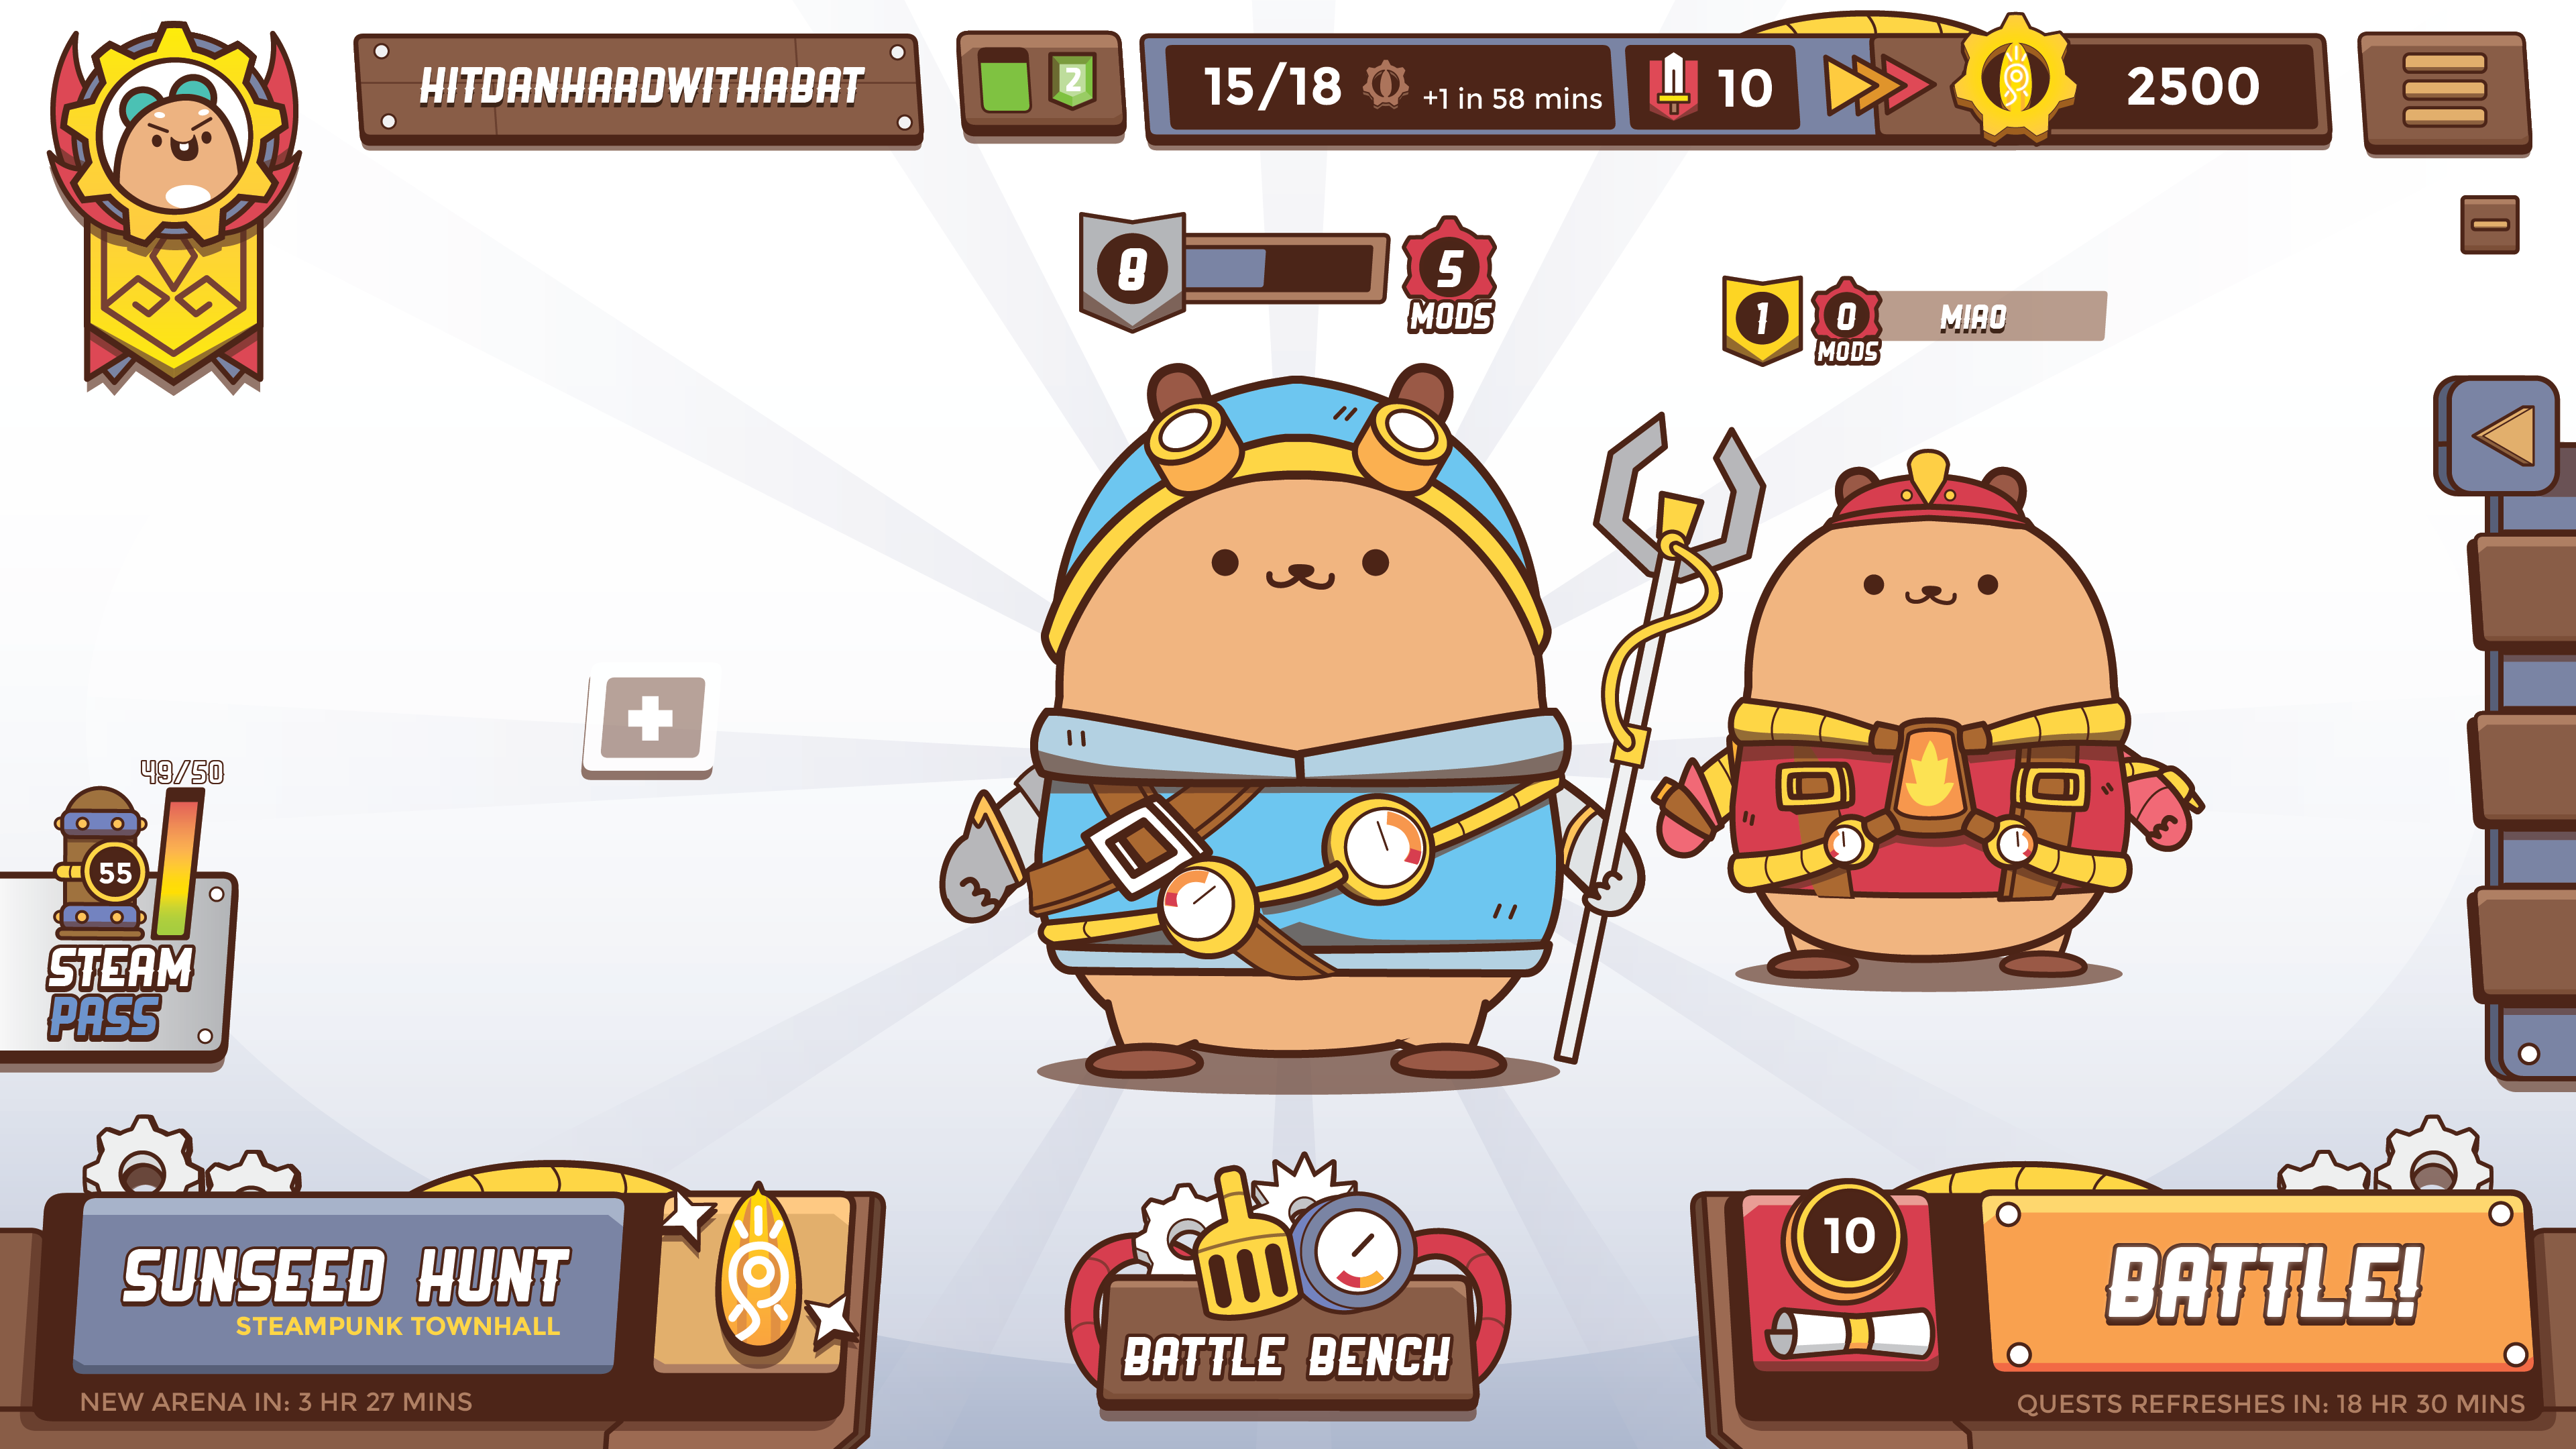 HITDANHARDWITHABAT
2
15/18
+1 in 58 mins
10
2500
8
5
MODS
1
0
MODS
MIAO
49/50
55
STEAM
PASS
SUNSEED HUNT
STEAMPUNK TOWNHALL
NEW ARENA IN: 3 HR 27 MINS
BATTLE BENCH
10
BATTLE!
QUESTS REFRESHES IN: 18 HR 30 MINS